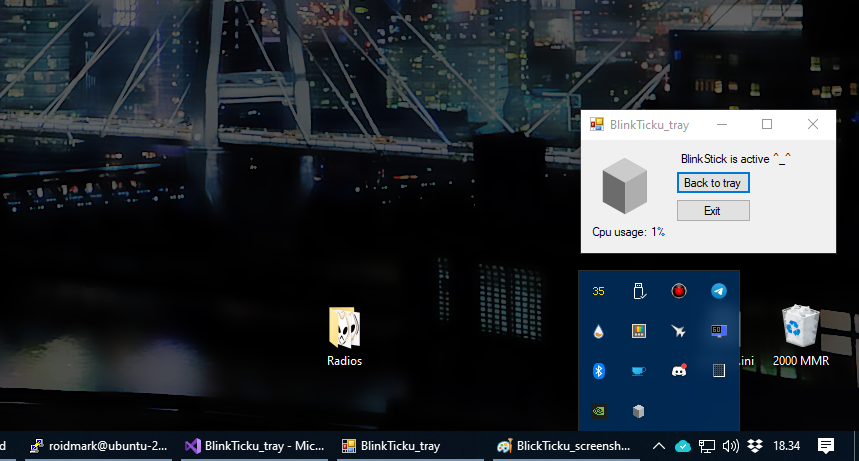 BlinkTicku_tray
BlinkStick is active ^_^
Back to tray
Exit
Cpu usage: 1%
35
60
Radios
.ini
2000 MMR
d
roidmark@ubuntu-2...
BlinkTicku_tray - Mic...
BlinkTicku_tray
BlickTicku_screensh...
18.34